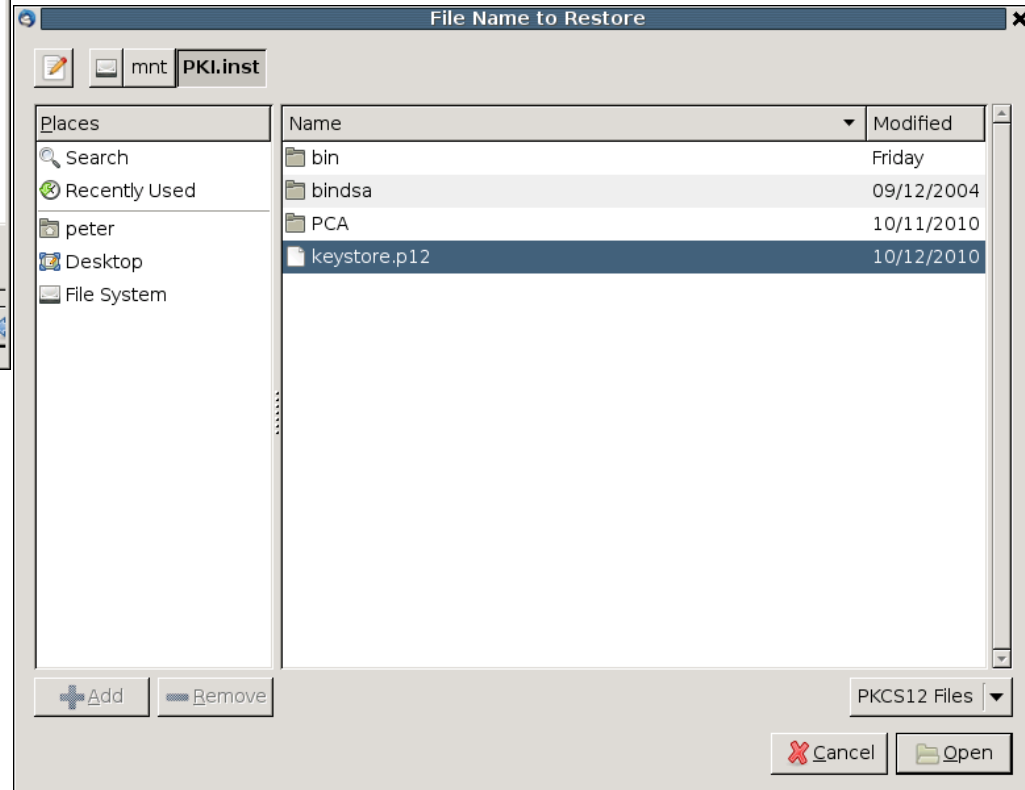 File Name to Restore
mnt PKI.inst
Places
Search
Recently Used
peter
Desktop
File System
Name Modified
bin Friday
bindsa 09/12/2004
PCA 10/11/2010
keystore.p12 10/12/2010
Add Remove
PKCS12 Files
Cancel Open